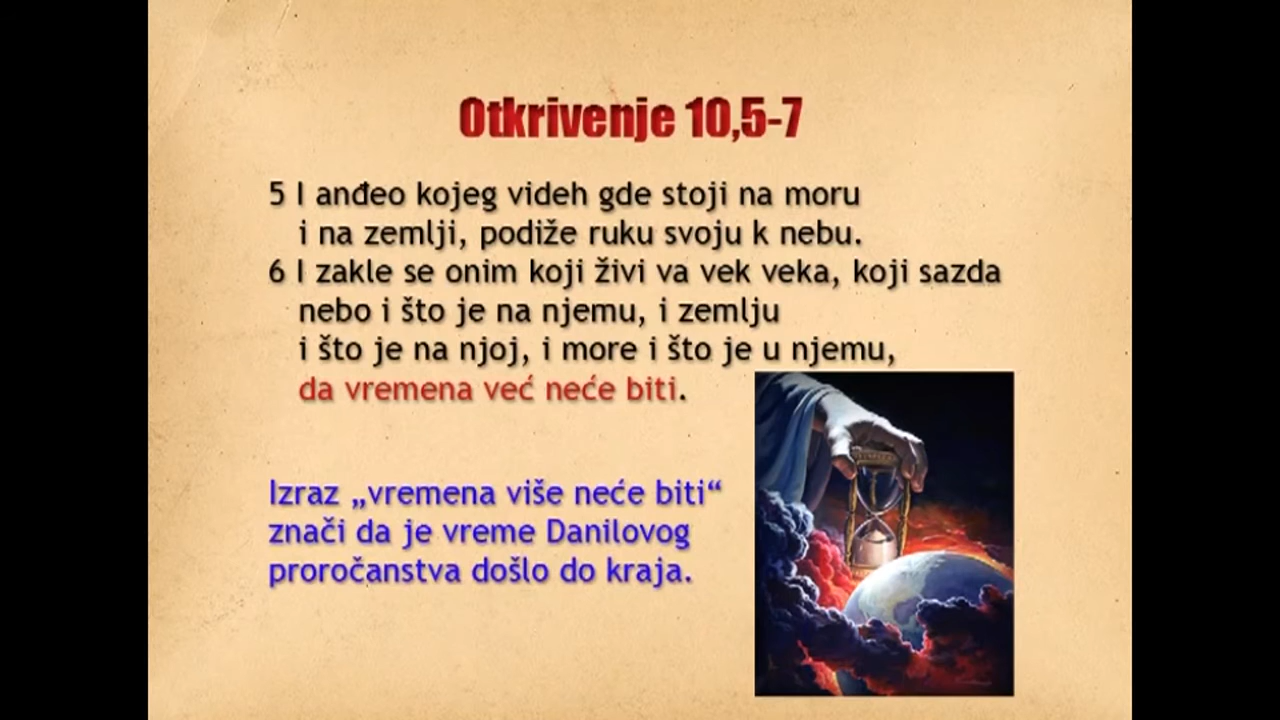 Otkrivenje 10,5-7
5 I anđeo kojeg videh gde stoji na moru
i na zemlji, podiže ruku svoju k nebu.
6 I zakle se onim koji živi va vek veka, koji sazda
nebo i što je na njemu, i zemlju
i što je na njoj, i more i što je u njemu,
da vremena već neće biti.
Izraz „vremena više neće biti“
znači da je vreme Danilovog
proročanstva došlo do kraja.